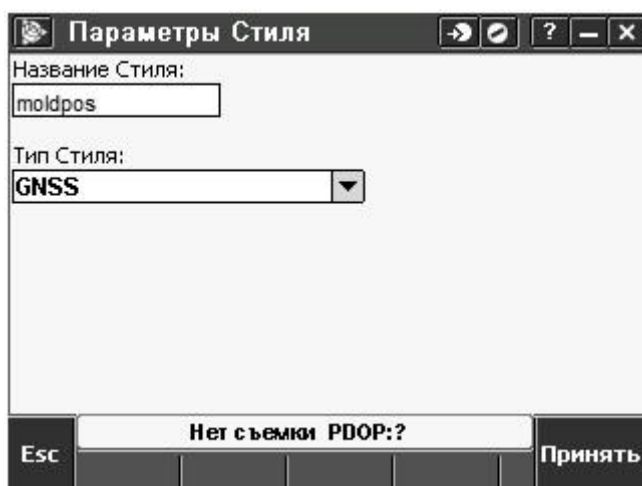 Параметры Стиля ? – ×
Название Стиля:
moldpos
Тип Стиля:
GNSS
Нет съемки PDOP:?
Esc
Принять